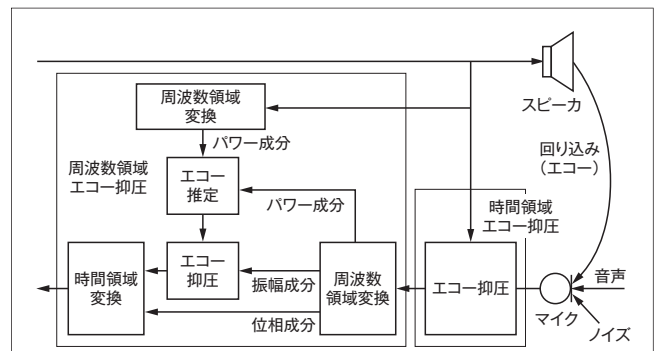 スピーカ
周波数領域
変換
パワー成分
回り込み
(エコー)
周波数領域
エコー抑圧
エコー
推定
パワー成分
時間領域
エコー抑圧
時間領域
変換
エコー
抑圧
振幅成分
位相成分
周波数
領域変換
エコー抑圧
マイク
音声
ノイズ